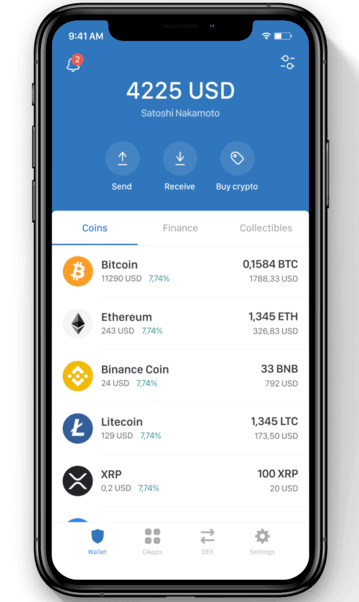 9:41 AM
2
4225 USD
Satoshi Nakamoto
Send
Receive
Buy crypto
Coins
Finance
Collectibles
Bitcoin
0,1584 BTC
11290 USD 7,74%
1788,33 USD
Ethereum
1,345 ETH
243 USD 7,74%
326,83 USD
Binance Coin
33 BNB
24 USD 7,74%
792 USD
Litecoin
1,345 LTC
129 USD 7,74%
173,50 USD
XRP
100 XRP
0,2 USD 7,74%
20 USD
Wallet
DApps
DEX
Settings